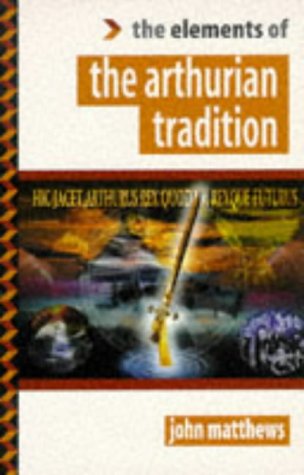 the elements of
the arthurian
tradition
HIC JACET ARTHURUS REX QUONDAM REXQUE FUTURUS
john matthews